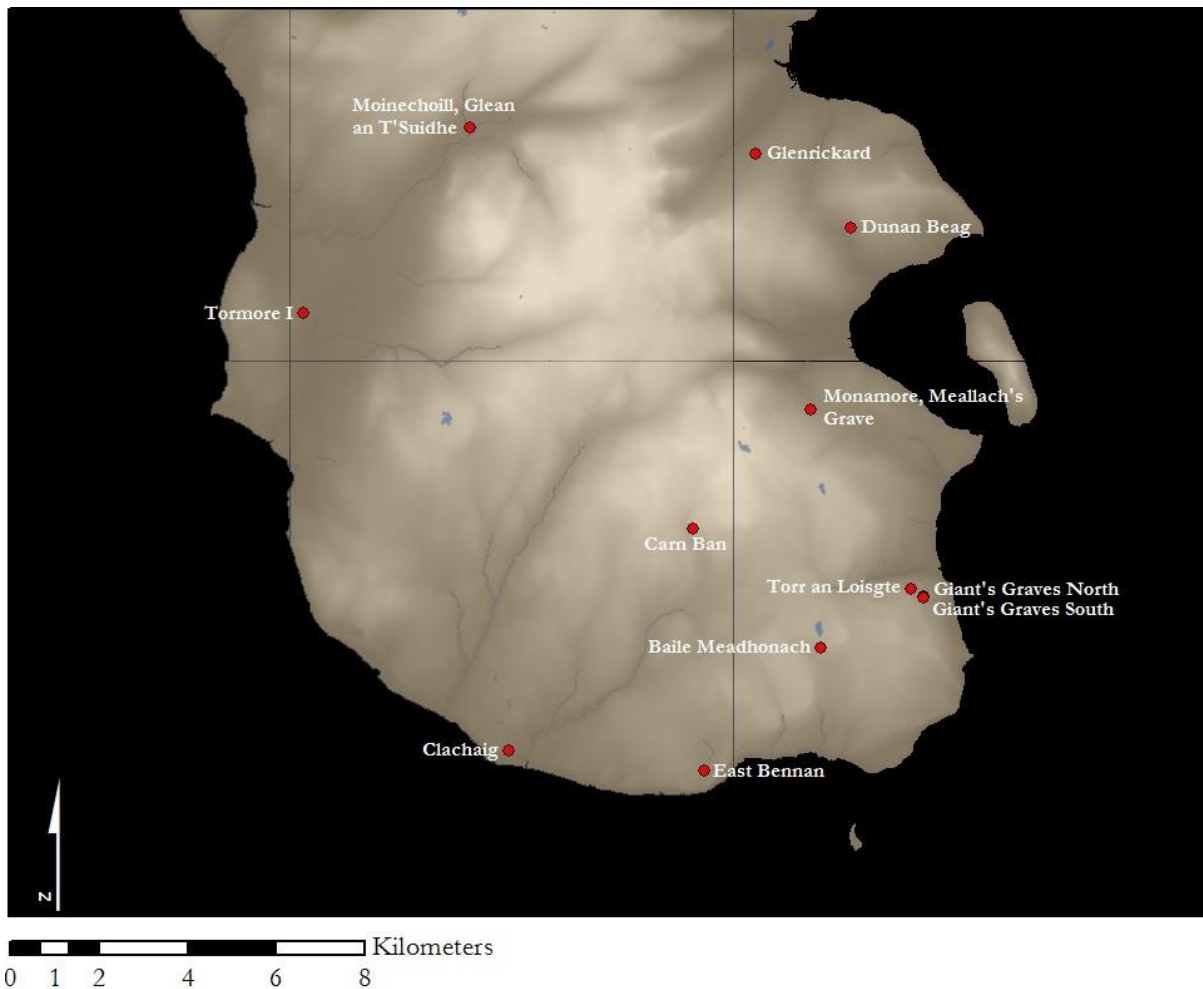 Moinechoill, Glean
an T'Suidhe
Glenrickard
Dunan Beag
Tormore I
Monamore, Meallach's
Grave
Carn Ban
Torr an Loisgte
Giant's Graves North
Giant's Graves South
Baile Meadhonach
Clachaig
East Bennan
N
Kilometers
0 1 2 4 6 8